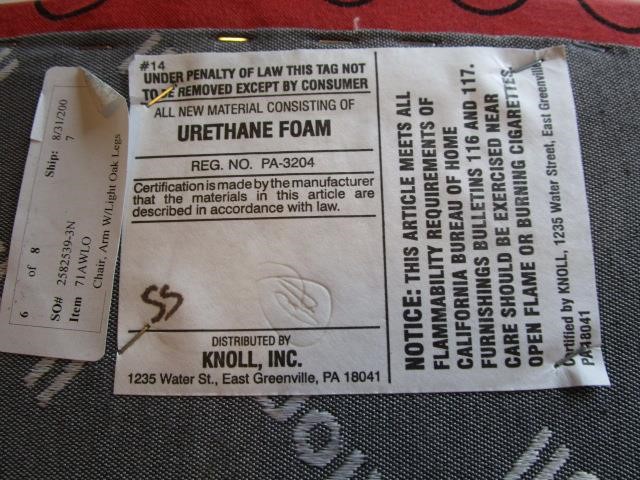 #14
UNDER PENALTY OF LAW THIS TAG NOT
TO BE REMOVED EXCEPT BY CONSUMER
ALL NEW MATERIAL CONSISTING OF
URETHANE FOAM
REG. NO. PA-3204
Certification is made by the manufacturer
that the materials in this article are
described in accordance with law.
SS
DISTRIBUTED BY
KNOLL, INC.
1235 Water St., East Greenville, PA 18041
NOTICE: THIS ARTICLE MEETS ALL
FLAMMABILITY REQUIREMENTS OF
CALIFORNIA BUREAU OF HOME
FURNISHINGS BULLETINS 116 AND 117.
CARE SHOULD BE EXERCISED NEAR
OPEN FLAME OR BURNING CIGARETTES.
Certified by KNOLL, 1235 Water Street, East Greenville
PA 18041
6 of 8 Ship: 8/31/200
7
SO# 2582539-3N
Item 71AWLO
Chair, Arm W/Light Oak Legs